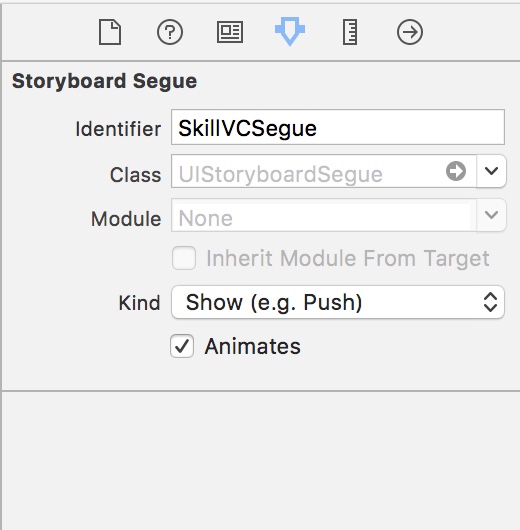 Storyboard Segue
Identifier SkillVCSegue
Class UIStoryboardSegue
Module None
Inherit Module From Target
Kind Show (e.g. Push)
Animates